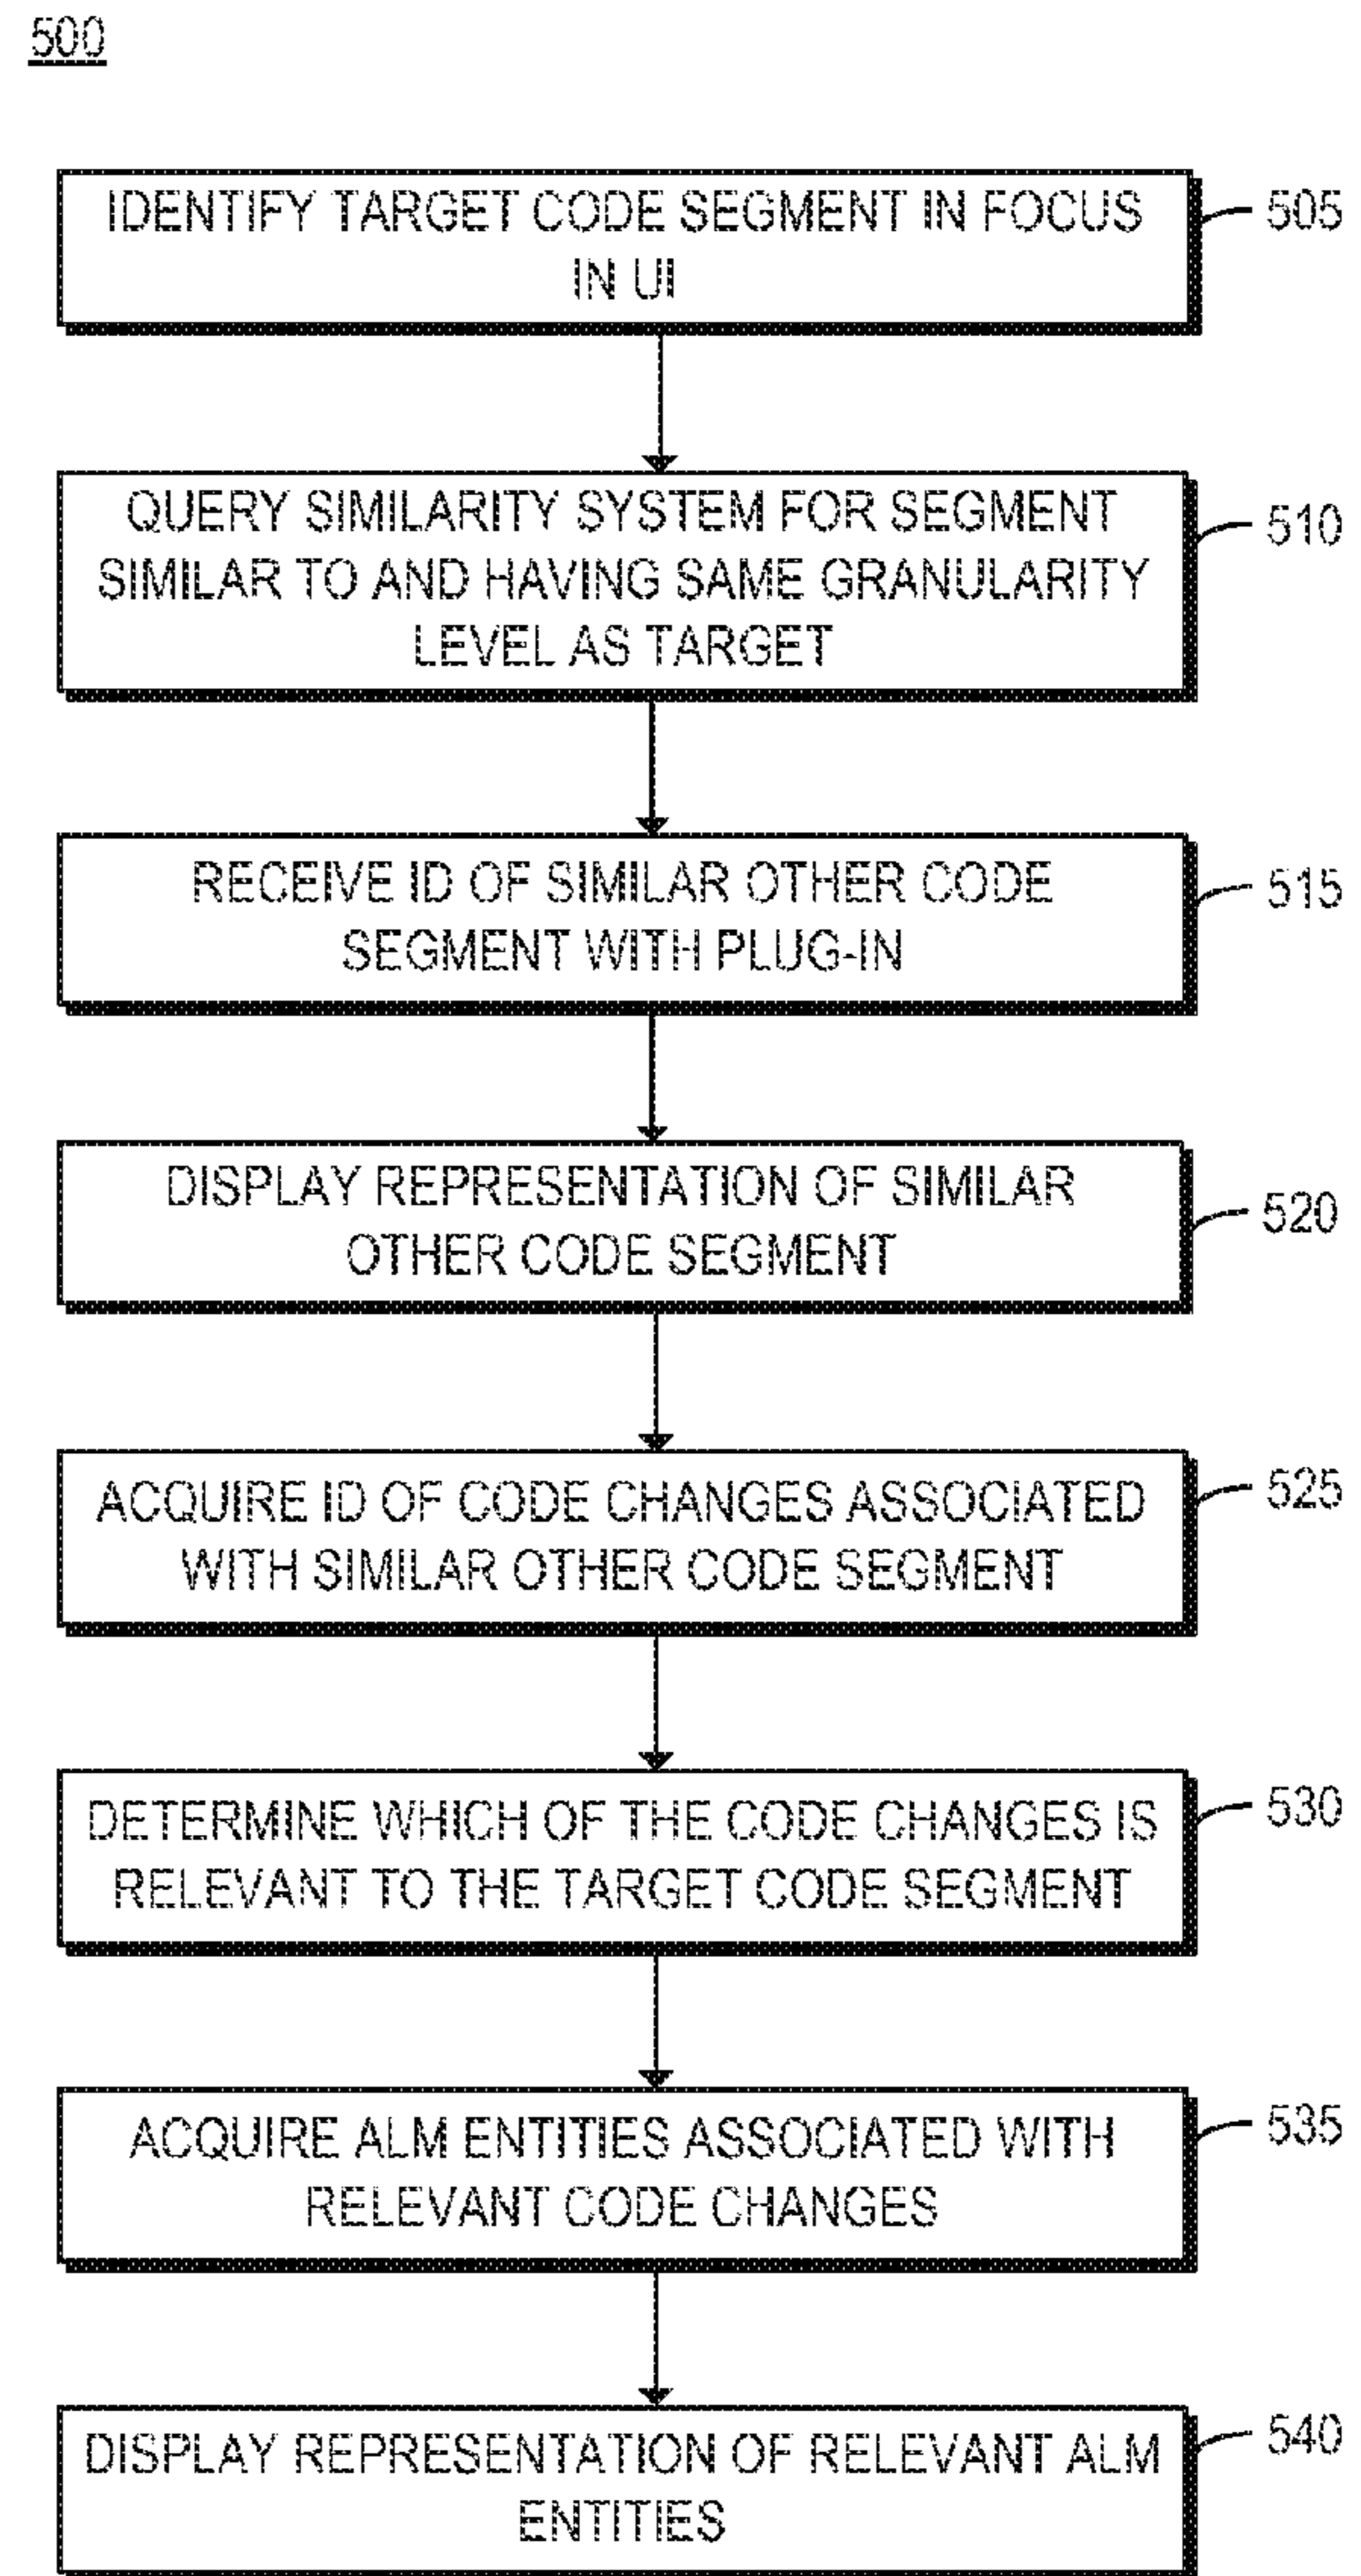 500
IDENTIFY TARGET CODE SEGMENT IN FOCUS
IN UI
505
QUERY SIMILARITY SYSTEM FOR SEGMENT
SIMILAR TO AND HAVING SAME GRANULARITY
LEVEL AS TARGET
510
RECEIVE ID OF SIMILAR OTHER CODE
SEGMENT WITH PLUG-IN
515
DISPLAY REPRESENTATION OF SIMILAR
OTHER CODE SEGMENT
520
ACQUIRE ID OF CODE CHANGES ASSOCIATED
WITH SIMILAR OTHER CODE SEGMENT
525
DETERMINE WHICH OF THE CODE CHANGES IS
RELEVANT TO THE TARGET CODE SEGMENT
530
ACQUIRE ALM ENTITIES ASSOCIATED WITH
RELEVANT CODE CHANGES
535
DISPLAY REPRESENTATION OF RELEVANT ALM
ENTITIES
540